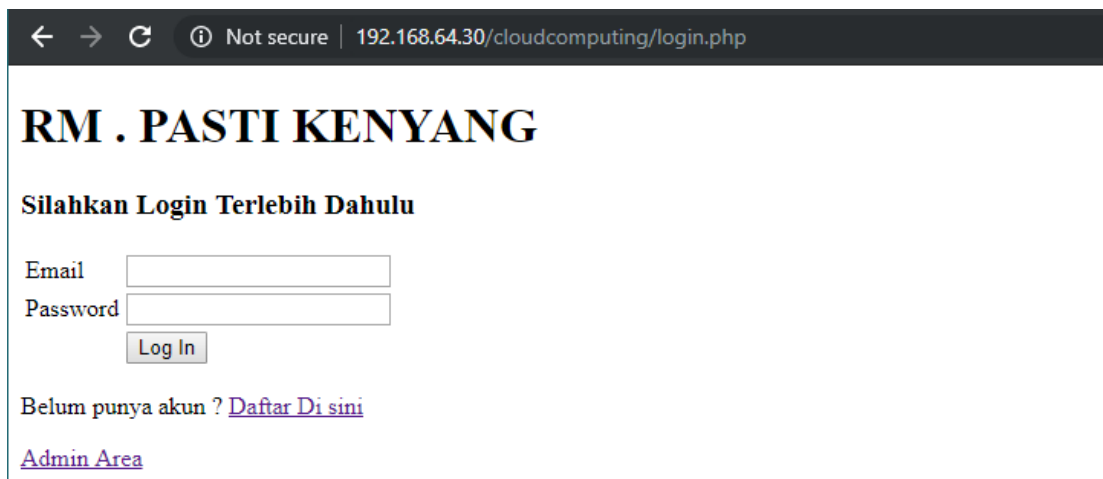 Not secure | 192.168.64.30/cloudcomputing/login.php
RM . PASTI KENYANG
Silahkan Login Terlebih Dahulu
Email
Password
Log In
Belum punya akun ? Daftar Di sini
Admin Area